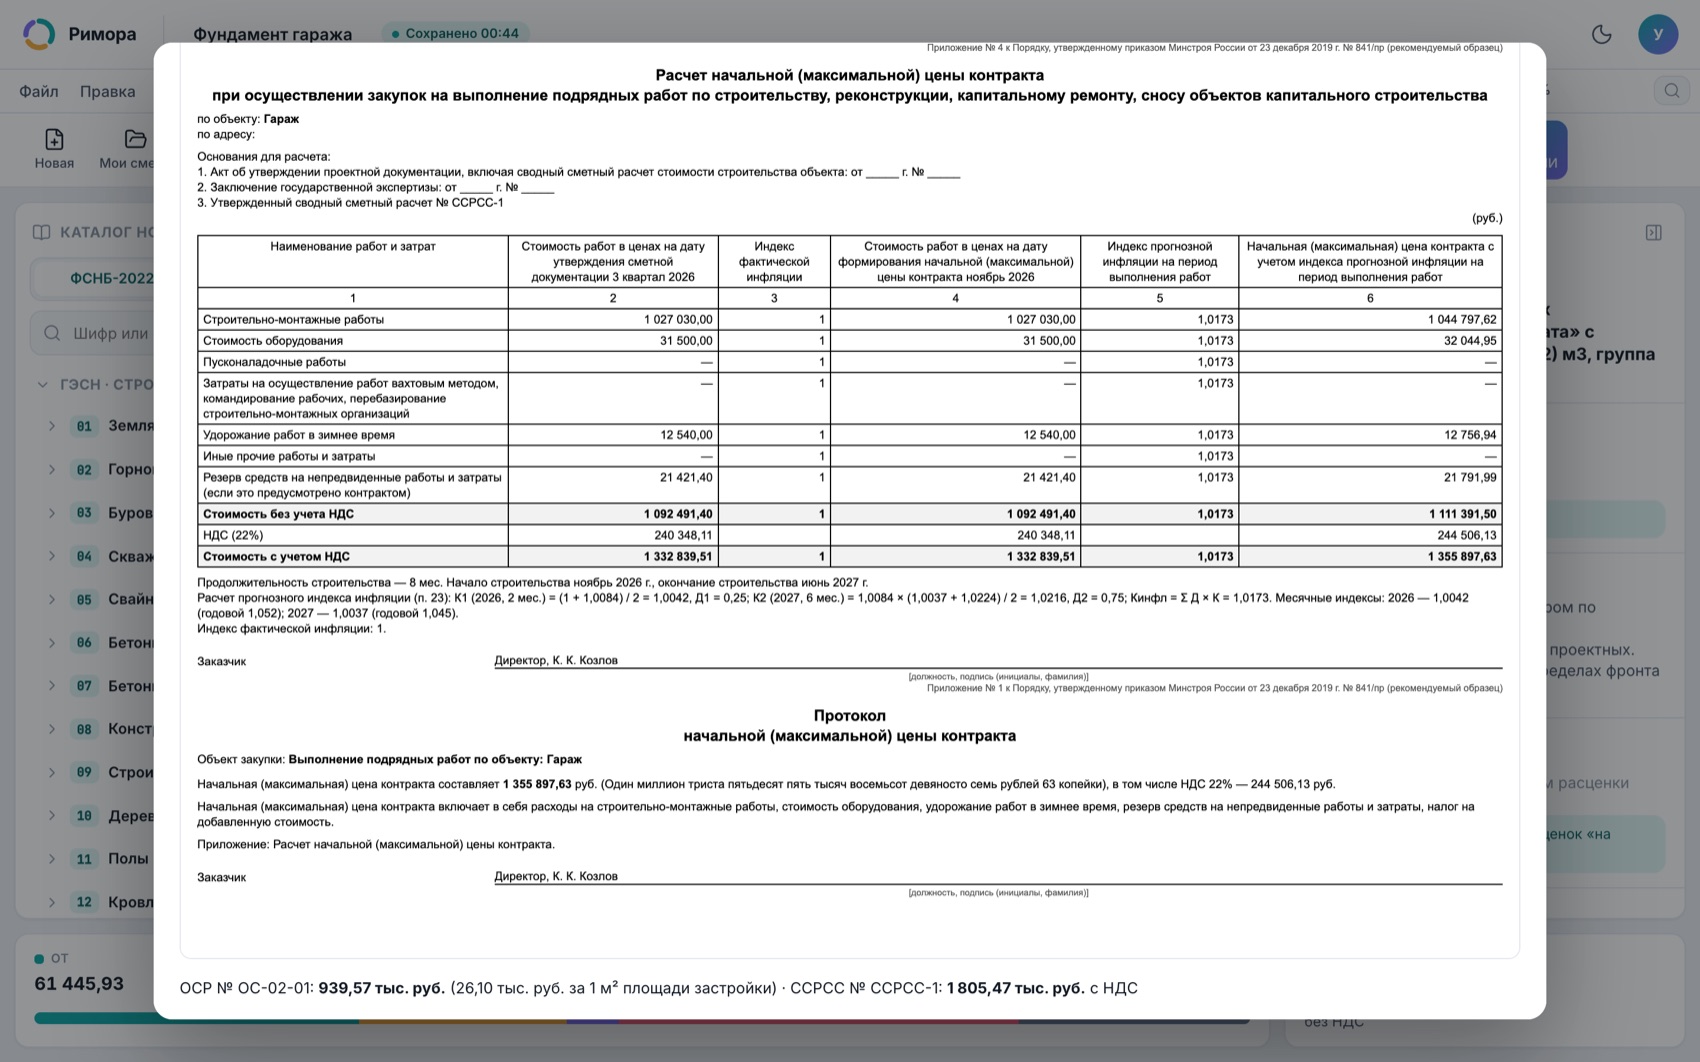 Римора
Фундамент гаража
Сохранено 00:44
У
Файл
Правка
Новая
Мои сме
КАТАЛОГ НО
ФСНБ-2022
Шифр или
ГЭСН · СТРО
01 Земля
02 Горно
03 Буров
04 Скваж
05 Свайн
06 Бетон
07 Бетон
08 Конст
09 Строи
10 Дерев
11 Полы
12 Кровл
ОТ
61 445,93
Приложение № 4 к Порядку, утвержденному приказом Минстроя России от 23 декабря 2019 г. № 841/пр (рекомендуемый образец)
Расчет начальной (максимальной) цены контракта
при осуществлении закупок на выполнение подрядных работ по строительству, реконструкции, капитальному ремонту, сносу объектов капитального строительства
по объекту: Гараж
по адресу:
Основания для расчета:
1. Акт об утверждении проектной документации, включая сводный сметный расчет стоимости строительства объекта: от _____ г. № _____
2. Заключение государственной экспертизы: от _____ г. № _____
3. Утвержденный сводный сметный расчет № ССРСС-1
(руб.)
Наименование работ и затрат
Стоимость работ в ценах на дату
утверждения сметной
документации 3 квартал 2026
Индекс
фактической
инфляции
Стоимость работ в ценах на дату
формирования начальной (максимальной)
цены контракта ноябрь 2026
Индекс прогнозной
инфляции на период
выполнения работ
Начальная (максимальная) цена контракта с
учетом индекса прогнозной инфляции на
период выполнения работ
1 2 3 4 5 6
Строительно-монтажные работы 1 027 030,00 1 1 027 030,00 1,0173 1 044 797,62
Стоимость оборудования 31 500,00 1 31 500,00 1,0173 32 044,95
Пусконаладочные работы — 1 — 1,0173 —
Затраты на осуществление работ вахтовым методом, — 1 — 1,0173 —
командирование рабочих, перебазирование
строительно-монтажных организаций
Удорожание работ в зимнее время 12 540,00 1 12 540,00 1,0173 12 756,94
Иные прочие работы и затраты — 1 — 1,0173 —
Резерв средств на непредвиденные работы и затраты 21 421,40 1 21 421,40 1,0173 21 791,99
(если это предусмотрено контрактом)
Стоимость без учета НДС 1 092 491,40 1 1 092 491,40 1,0173 1 111 391,50
НДС (22%) 240 348,11 240 348,11 244 506,13
Стоимость с учетом НДС 1 332 839,51 1 1 332 839,51 1,0173 1 355 897,63
Продолжительность строительства — 8 мес. Начало строительства ноябрь 2026 г., окончание строительства июнь 2027 г.
Расчет прогнозного индекса инфляции (п. 23): К1 (2026, 2 мес.) = (1 + 1,0084) / 2 = 1,0042, Д1 = 0,25; К2 (2027, 6 мес.) = 1,0084 × (1,0037 + 1,0224) / 2 = 1,0216, Д2 = 0,75; Кинфл = Σ Д × К = 1,0173. Месячные индексы: 2026 — 1,0042
(годовой 1,052); 2027 — 1,0037 (годовой 1,045).
Индекс фактической инфляции: 1.
Заказчик Директор, К. К. Козлов
[должность, подпись (инициалы, фамилия)]
Приложение № 1 к Порядку, утвержденному приказом Минстроя России от 23 декабря 2019 г. № 841/пр (рекомендуемый образец)
Протокол
начальной (максимальной) цены контракта
Объект закупки: Выполнение подрядных работ по объекту: Гараж
Начальная (максимальная) цена контракта составляет 1 355 897,63 руб. (Один миллион триста пятьдесят пять тысяч восемьсот девяносто семь рублей 63 копейки), в том числе НДС 22% — 244 506,13 руб.
Начальная (максимальная) цена контракта включает в себя расходы на строительно-монтажные работы, стоимость оборудования, удорожание работ в зимнее время, резерв средств на непредвиденные работы и затраты, налог на
добавленную стоимость.
Приложение: Расчет начальной (максимальной) цены контракта.
Заказчик Директор, К. К. Козлов
[должность, подпись (инициалы, фамилия)]
ОСР № ОС-02-01: 939,57 тыс. руб. (26,10 тыс. руб. за 1 м² площади застройки) · ССРСС № ССРСС-1: 1 805,47 тыс. руб. с НДС
ата» с
2) м3, группа
ом по
проектных.
еделах фронта
м расценки
ценок «на
без НДС